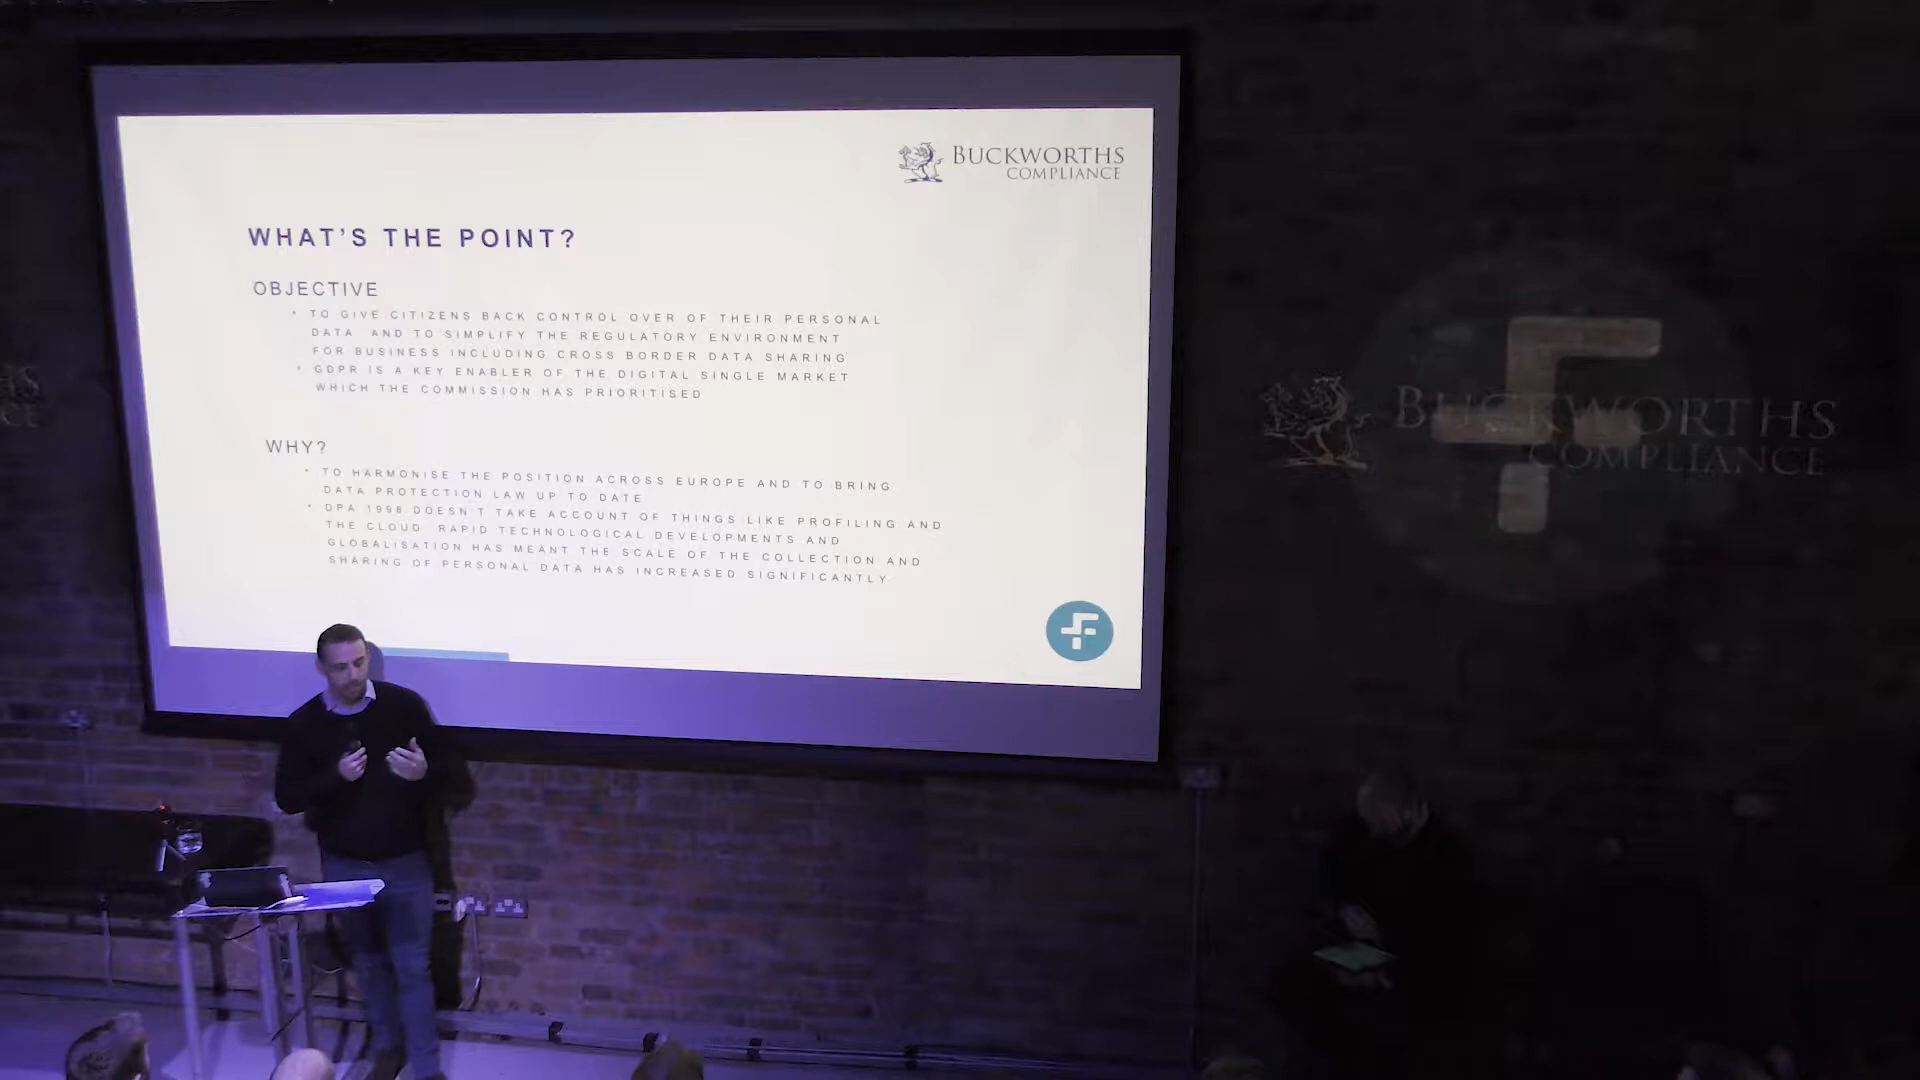 BUCKWORTHS
COMPLIANCE
WHAT'S THE POINT?
OBJECTIVE
• TO GIVE CITIZENS BACK CONTROL OVER OF THEIR PERSONAL
DATA AND TO SIMPLIFY THE REGULATORY ENVIRONMENT
FOR BUSINESS INCLUDING CROSS BORDER DATA SHARING
• GDPR IS A KEY ENABLER OF THE DIGITAL SINGLE MARKET
WHICH THE COMMISSION HAS PRIORITISED
WHY?
• TO HARMONISE THE POSITION ACROSS EUROPE AND TO BRING
DATA PROTECTION LAW UP TO DATE
• DPA 1998 DOESN'T TAKE ACCOUNT OF THINGS LIKE PROFILING AND
THE CLOUD RAPID TECHNOLOGICAL DEVELOPMENTS AND
GLOBALISATION HAS MEANT THE SCALE OF THE COLLECTION AND
SHARING OF PERSONAL DATA HAS INCREASED SIGNIFICANTLY
BUCKWORTHS
COMPLIANCE